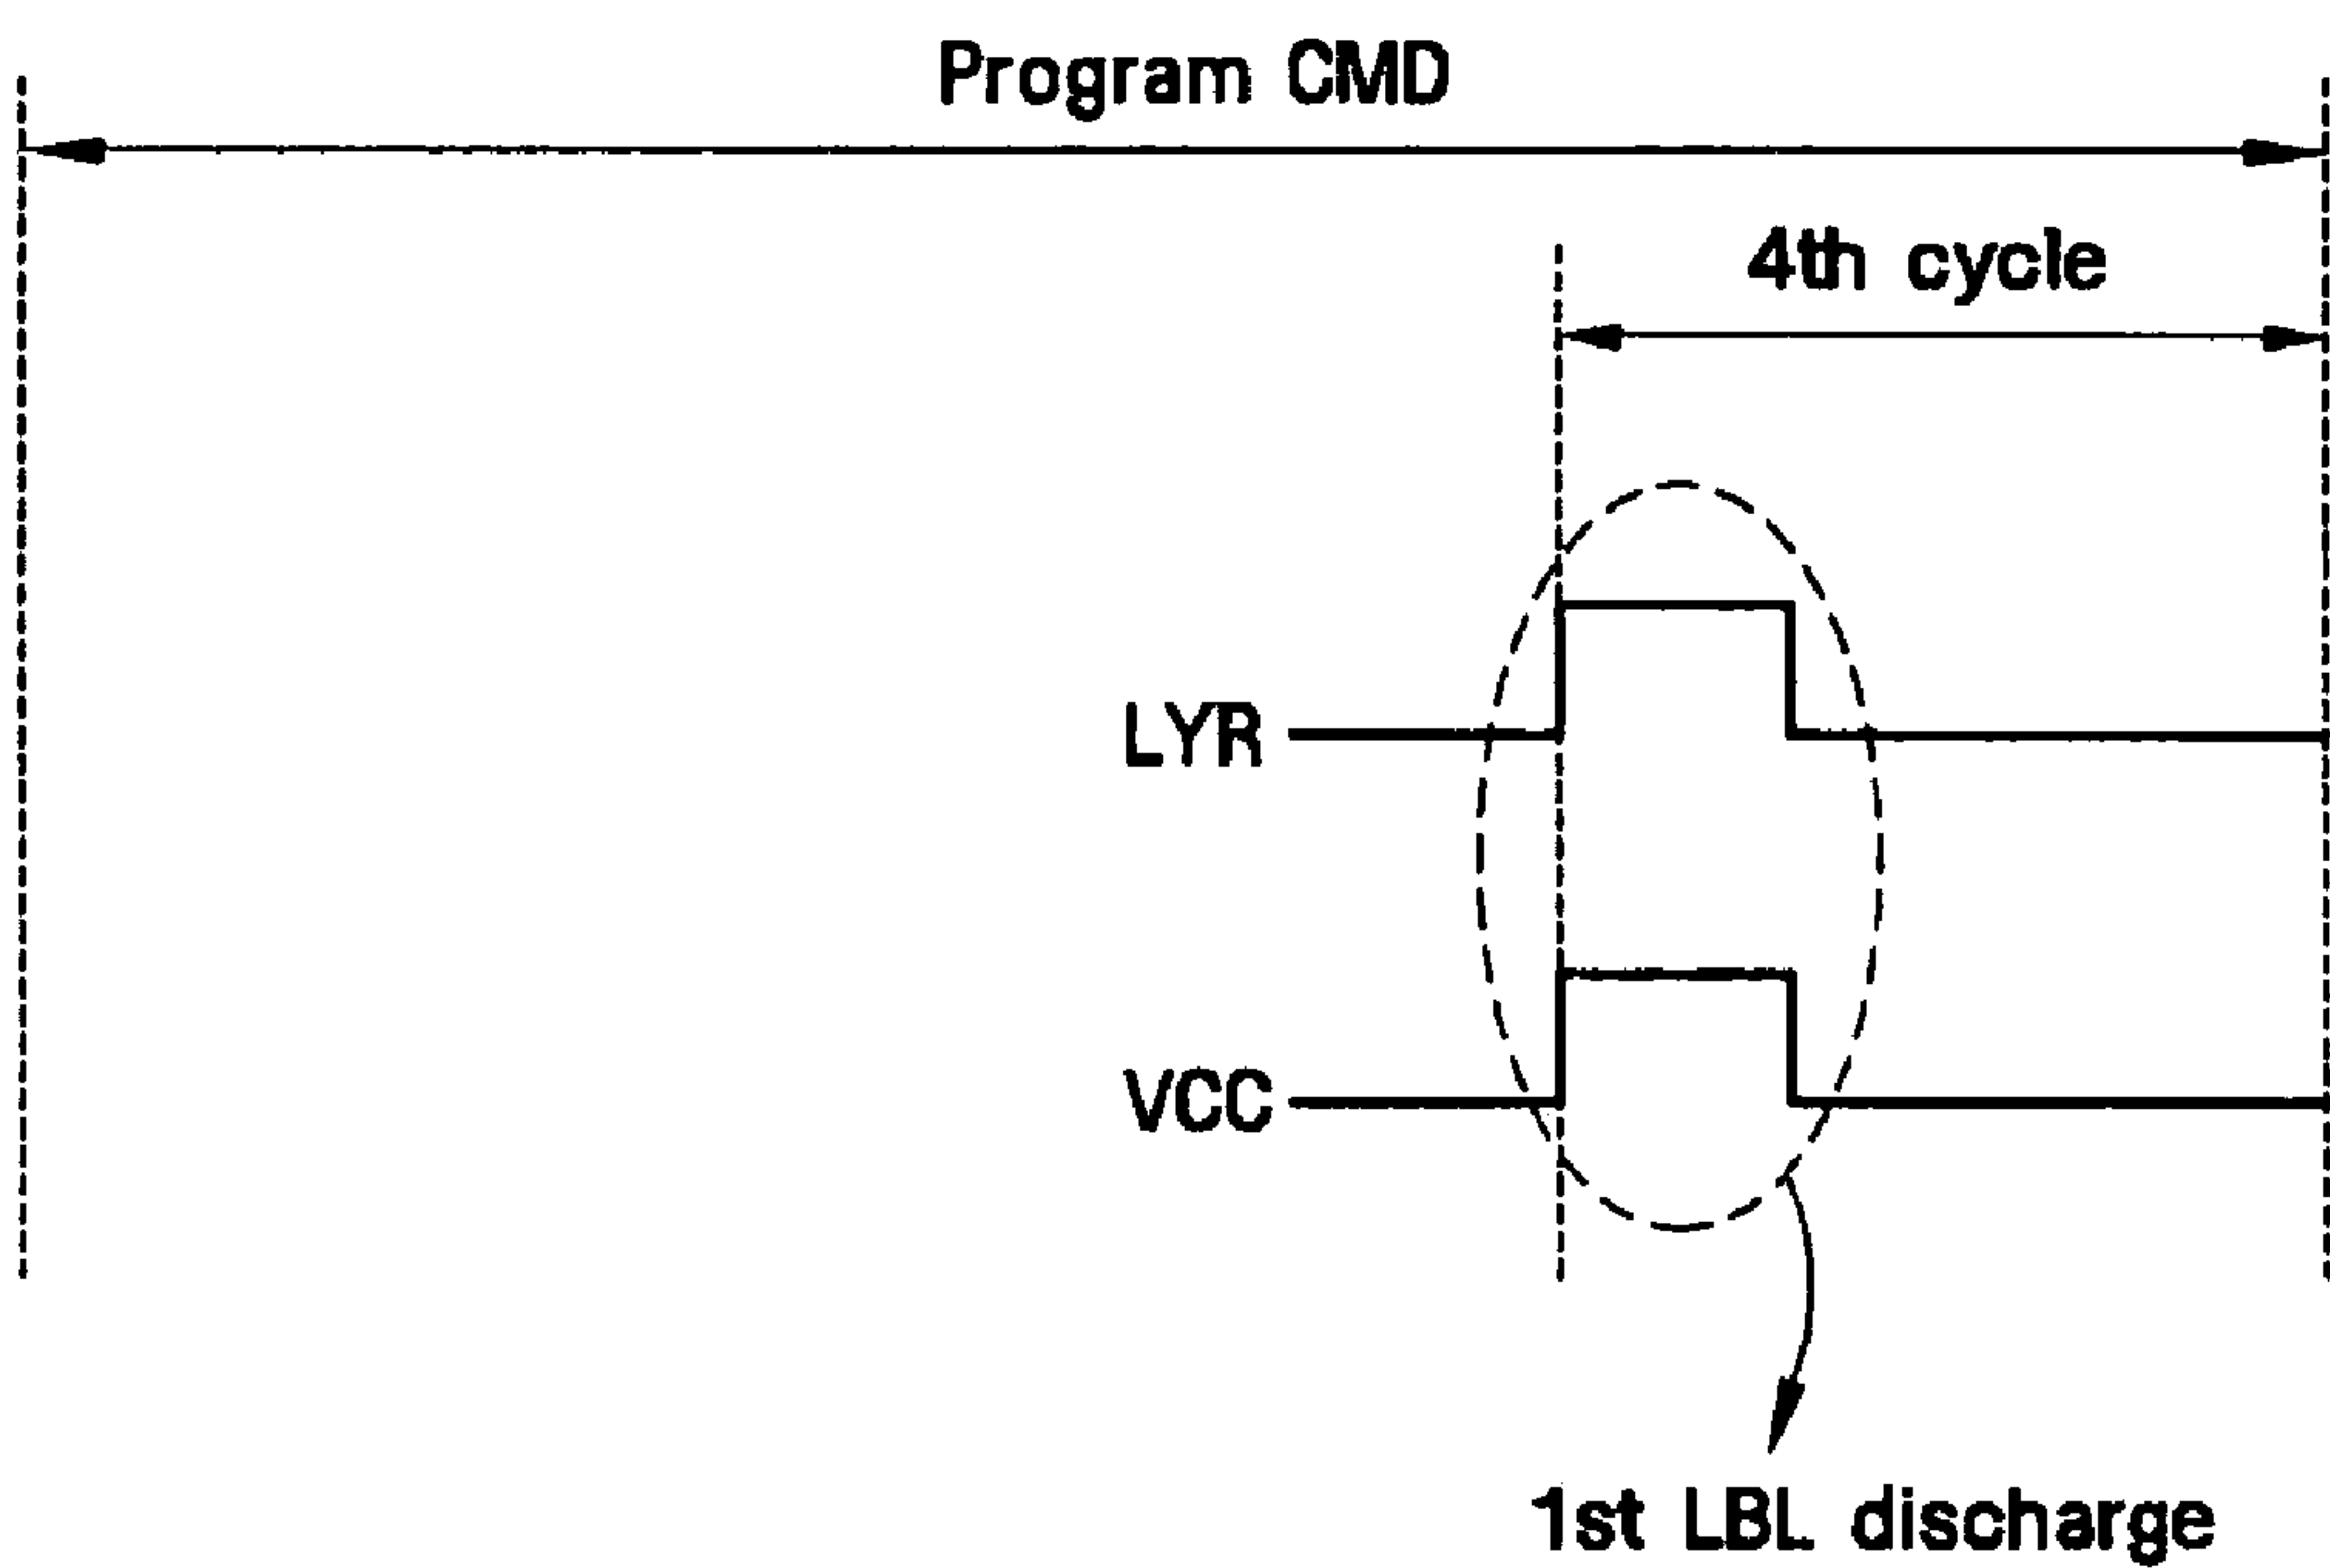 Program CMD
4th cycle
LYR
VCC
1st LBL discharge